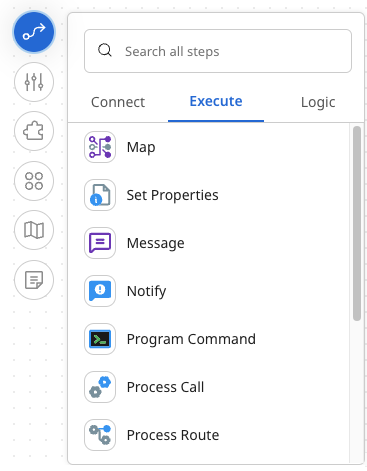 Search all steps
Connect Execute Logic
Map
Set Properties
Message
Notify
Program Command
Process Call
Process Route